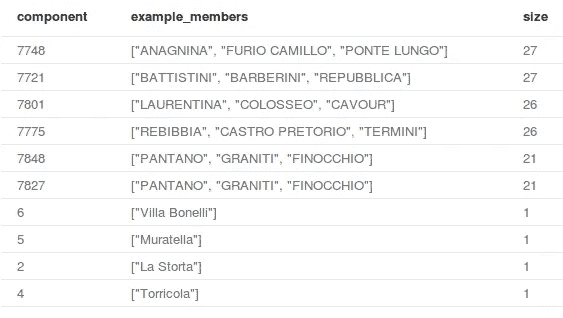 component example_members size
7748 ["ANAGNINA", "FURIO CAMILLO", "PONTE LUNGO"] 27
7721 ["BATTISTINI", "BARBERINI", "REPUBBLICA"] 27
7801 ["LAURENTINA", "COLOSSEO", "CAVOUR"] 26
7775 ["REBIBBIA", "CASTRO PRETORIO", "TERMINI"] 26
7848 ["PANTANO", "GRANITI", "FINOCCHIO"] 21
7827 ["PANTANO", "GRANITI", "FINOCCHIO"] 21
6 ["Villa Bonelli"] 1
5 ["Muratella"] 1
2 ["La Storta"] 1
4 ["Torricola"] 1